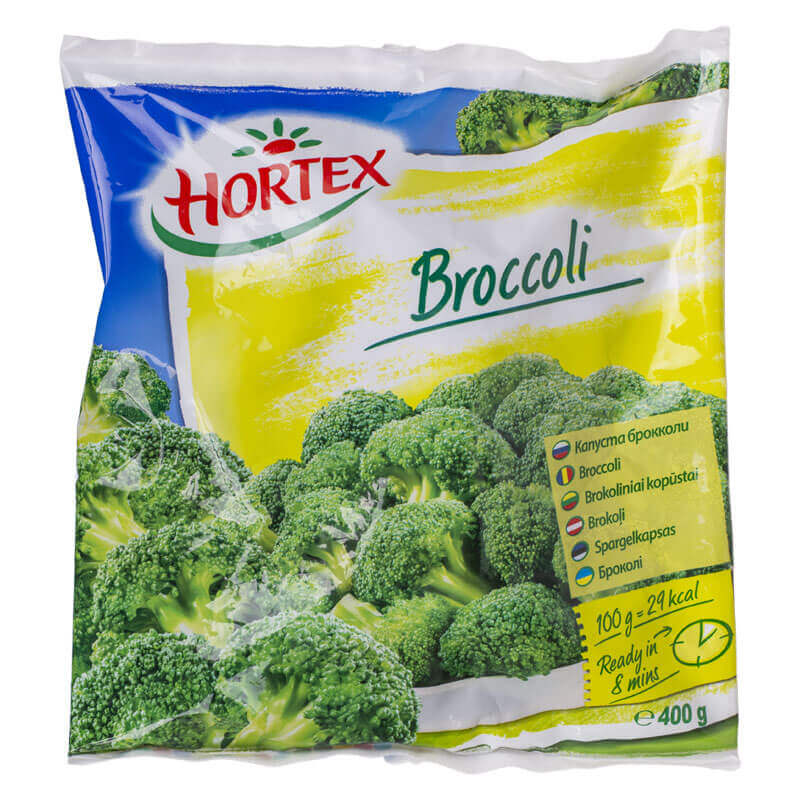 HORTEX
Broccoli
Капуста брокколи
Broccoli
Brokoliniai kopūstai
Brokoļi
Spargelkapsas
Броколі
100 g = 29 kcal
Ready in
8 mins
℮ 400 g